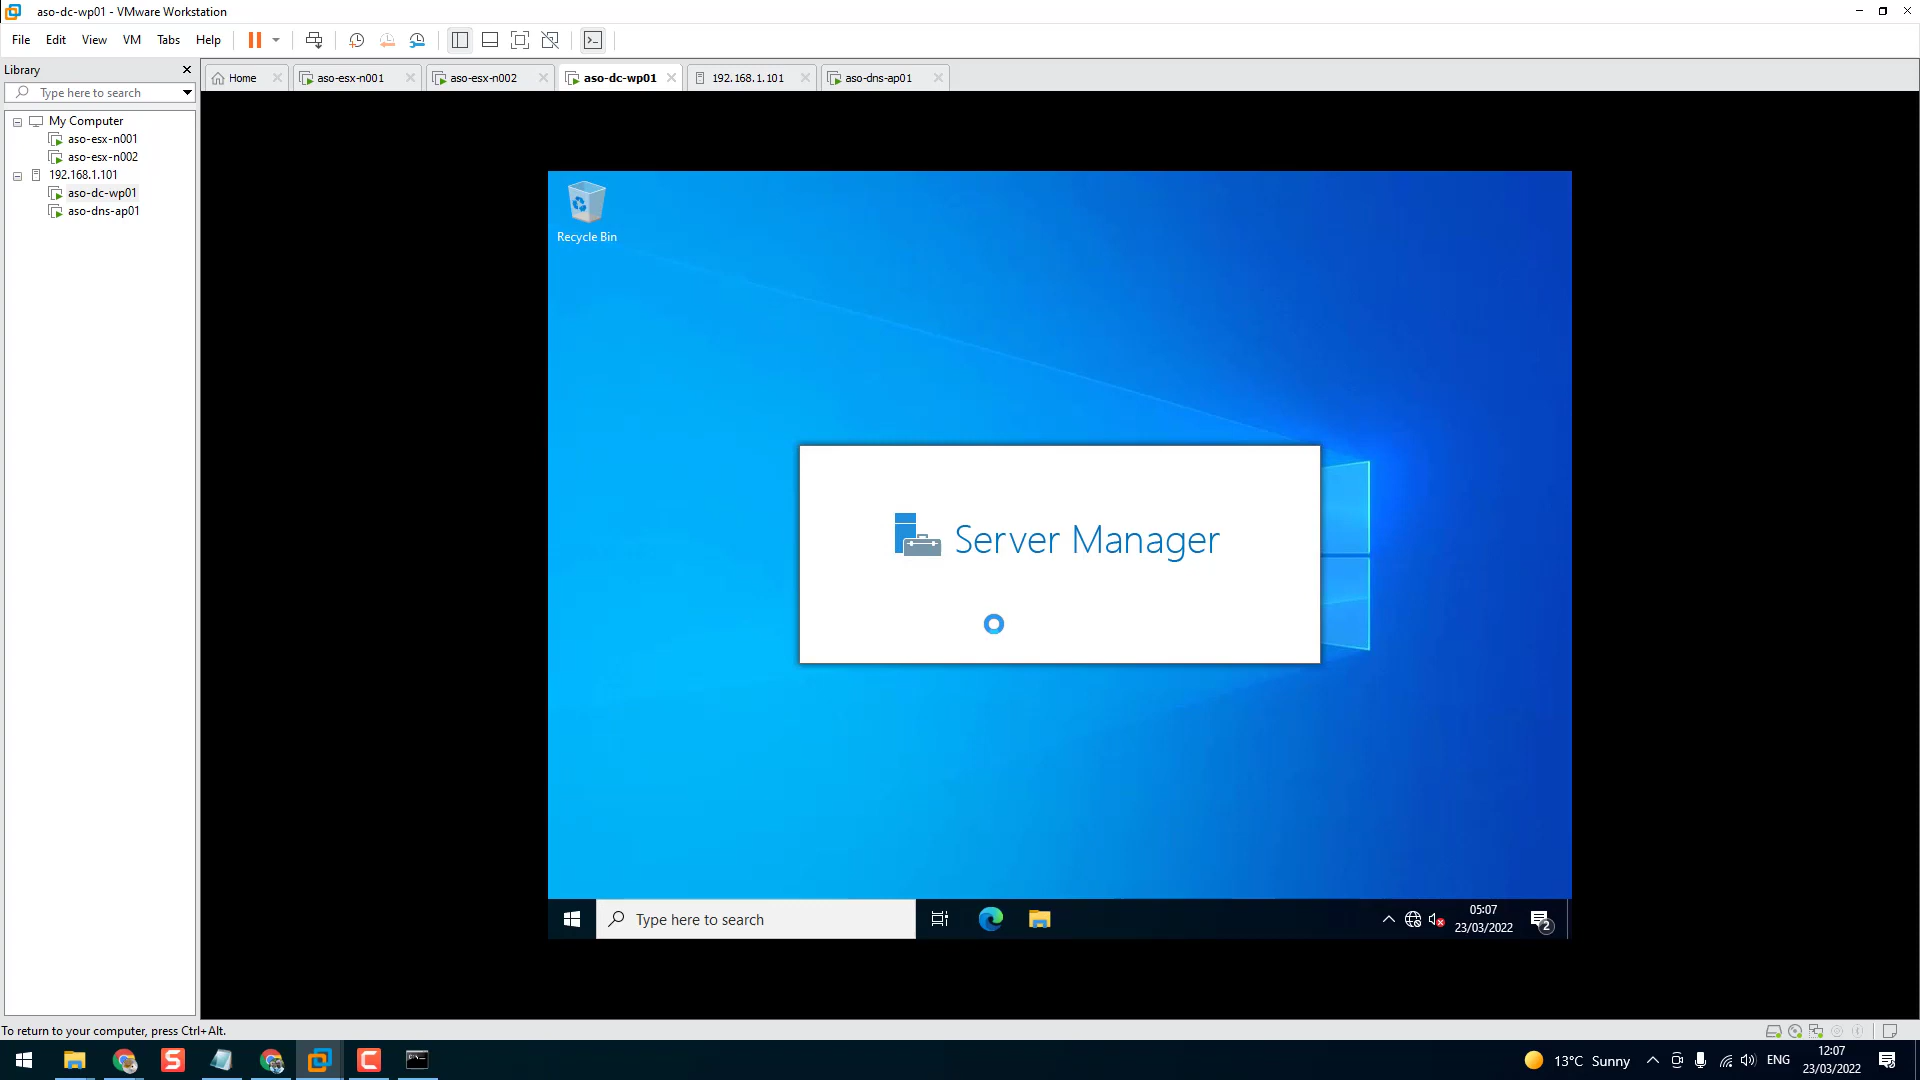 aso-dc-wp01 - VMware Workstation
File Edit View VM Tabs Help
Library
Type here to search
My Computer
aso-esx-n001
aso-esx-n002
192.168.1.101
aso-dc-wp01
aso-dns-ap01
Home
aso-esx-n001
aso-esx-n002
aso-dc-wp01
192.168.1.101
aso-dns-ap01
Recycle Bin
Server Manager
Type here to search
05:07
23/03/2022
2
To return to your computer, press Ctrl+Alt.
13°C Sunny
ENG
12:07
23/03/2022